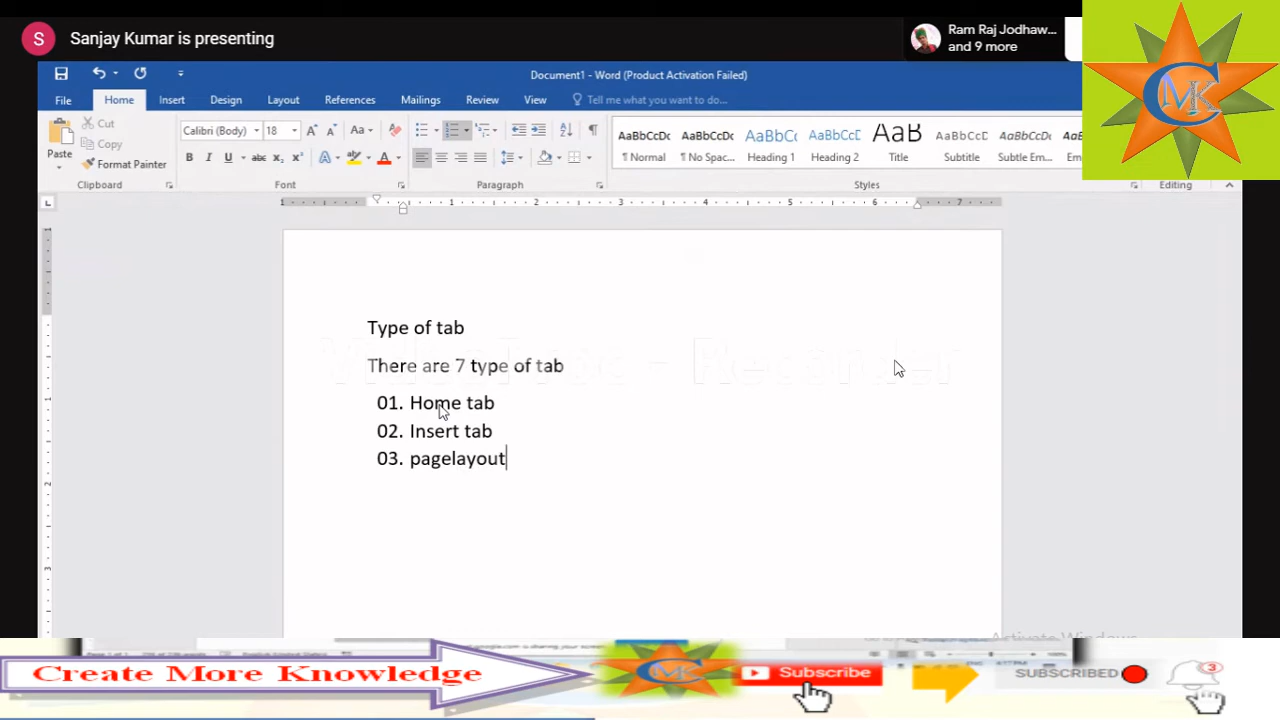 S
Sanjay Kumar is presenting
Ram Raj Jodhaw...
and 9 more
Document1 - Word (Product Activation Failed)
File Home Insert Design Layout References Mailings Review View Tell me what you want to do...
Cut
Copy
Paste
Format Painter
Clipboard
Calibri (Body) 18
Font
Paragraph
AaBbCcDc AaBbCcDc AaBbC( AaBbCcD AaB AaBbCcD AaBbCcDc
¶ Normal ¶ No Spac... Heading 1 Heading 2 Title Subtitle Subtle Em...
Styles
Editing
Type of tab
There are 7 type of tab
01. Home tab
02. Insert tab
03. pagelayout
Create More Knowledge
Subscribe
SUBSCRIBED
3
CMK